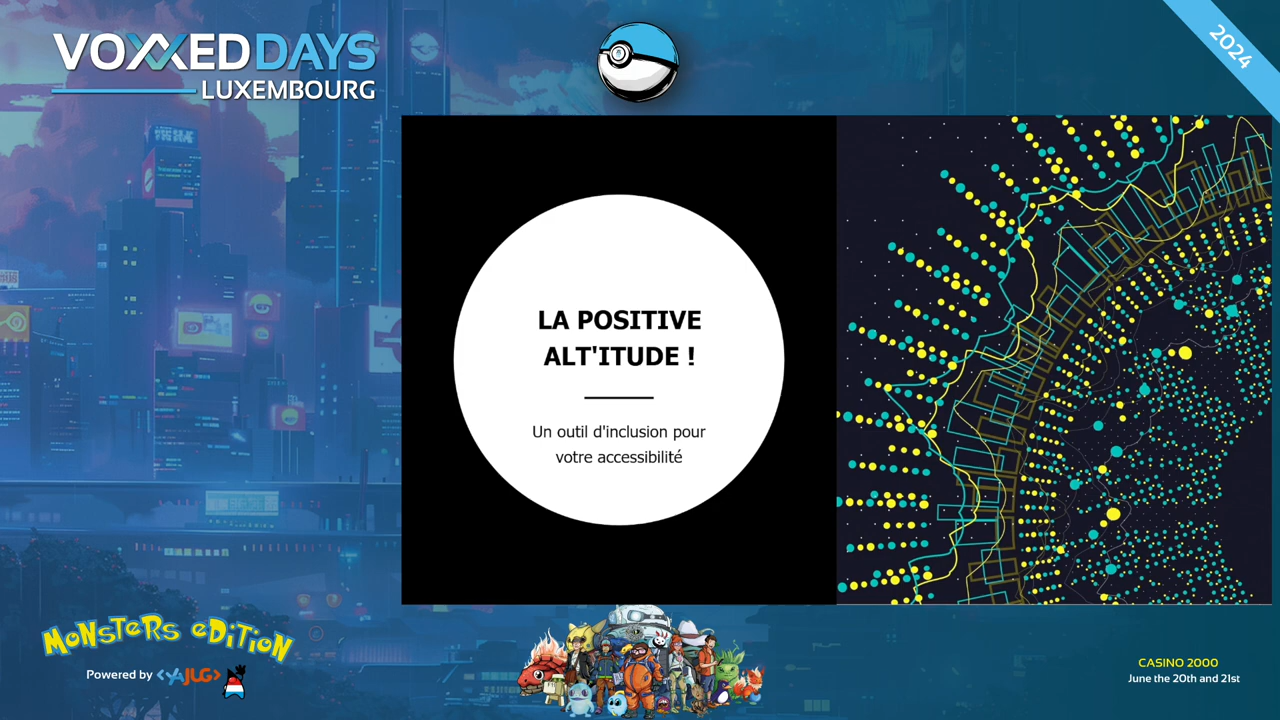 VOXXEDDAYS
LUXEMBOURG
2024
LA POSITIVE
ALT'ITUDE !
Un outil d'inclusion pour
votre accessibilité
MONSTERS EDITION
Powered by <YAJUG>
CASINO 2000
June the 20th and 21st